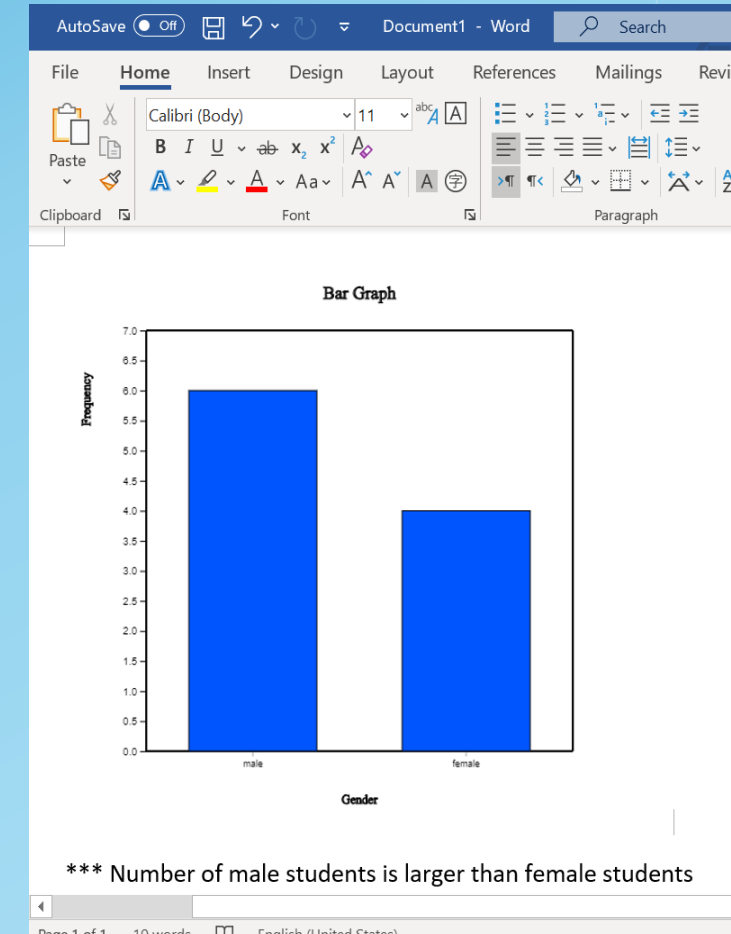 AutoSave Off Document1 - Word Search
File Home Insert Design Layout References Mailings Revi
Calibri (Body) 11
Paste
Clipboard Font Paragraph
Bar Graph
Frequency
7.0
6.5
6.0
5.5
5.0
4.5
4.0
3.5
3.0
2.5
2.0
1.5
1.0
0.5
0.0
male female
Gender
*** Number of male students is larger than female students
Page 1 of 1 10 words English (United States)